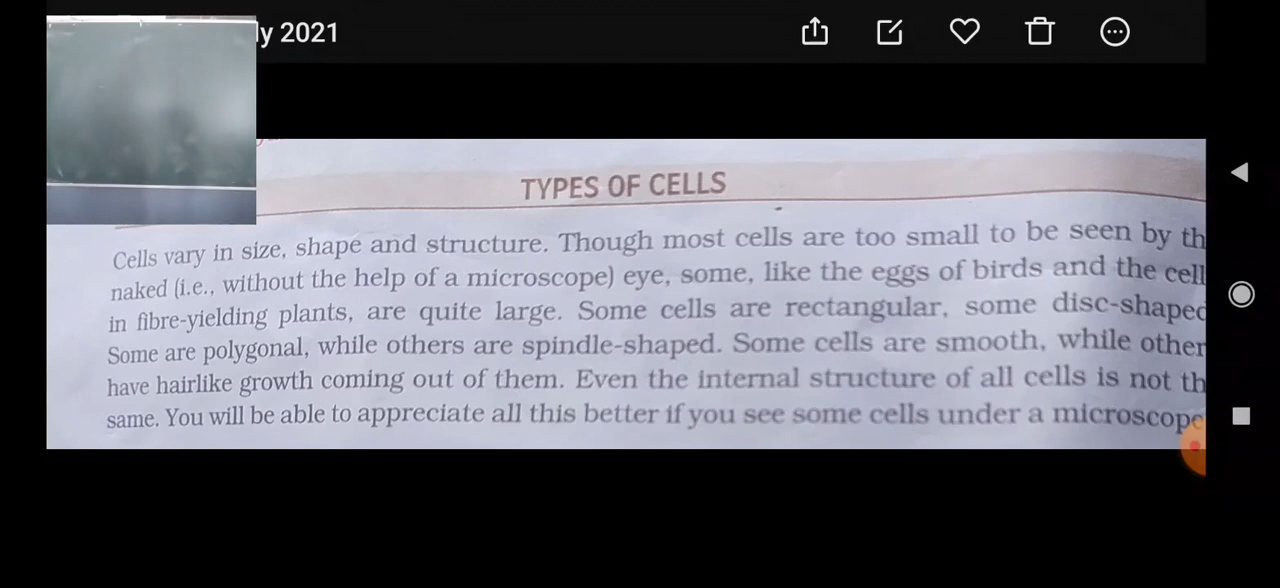 ly 2021
TYPES OF CELLS
Cells vary in size, shape and structure. Though most cells are too small to be seen by th
naked (i.e., without the help of a microscope) eye, some, like the eggs of birds and the cell
in fibre-yielding plants, are quite large. Some cells are rectangular, some disc-shaped
Some are polygonal, while others are spindle-shaped. Some cells are smooth, while other
have hairlike growth coming out of them. Even the internal structure of all cells is not th
same. You will be able to appreciate all this better if you see some cells under a microscope